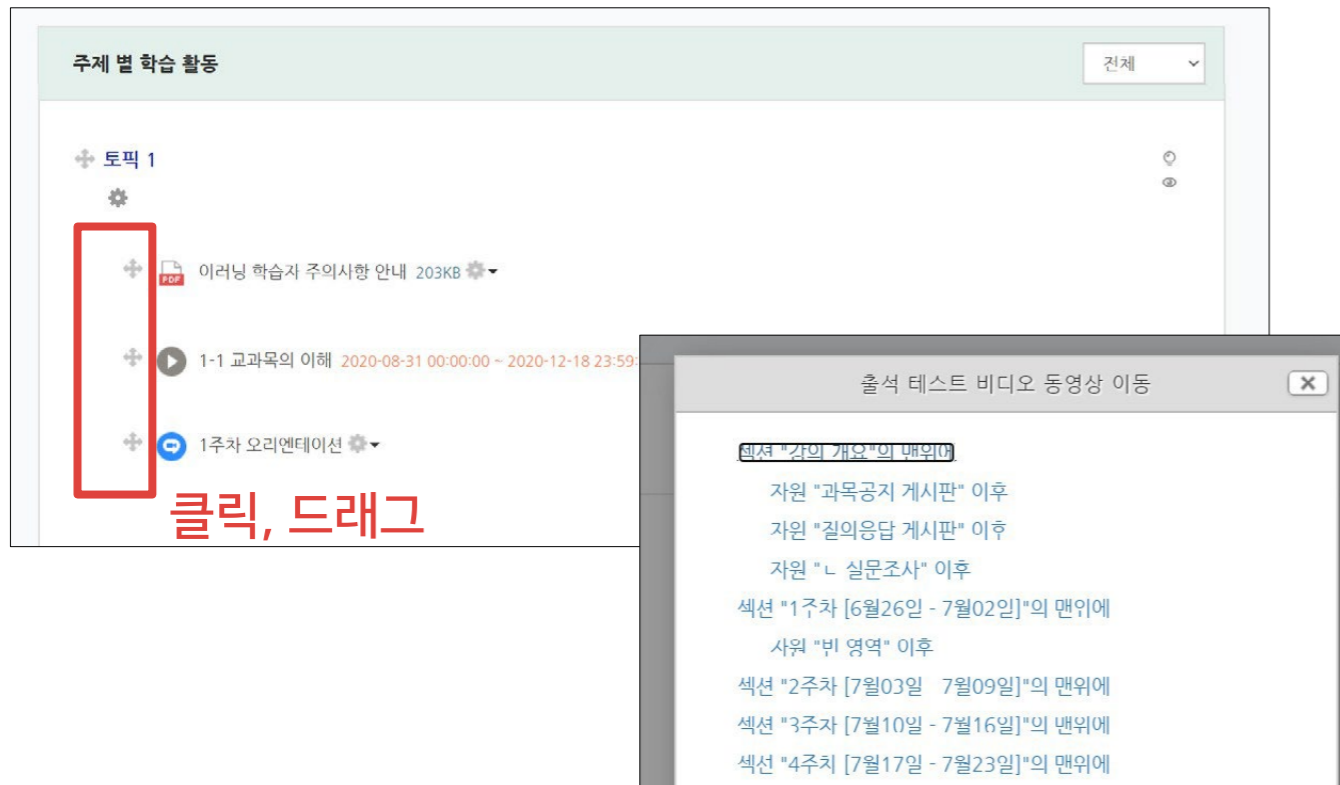 주제 별 학습 활동
전체
토픽 1
이러닝 학습자 주의사항 안내 203KB
1-1 교과목의 이해 2020-08-31 00:00:00 ~ 2020-12-18 23:59:
1주차 오리엔테이션
클릭, 드래그
출석 테스트 비디오 동영상 이동
섹션 "강의 개요"의 맨위에
자원 "과목공지 게시판" 이후
자원 "질의응답 게시판" 이후
자원 "ㄴ 설문조사" 이후
섹션 "1주차 [6월26일 - 7월02일]"의 맨위에
자원 "빈 영역" 이후
섹션 "2주차 [7월03일 7월09일]"의 맨위에
섹션 "3주차 [7월10일 - 7월16일]"의 맨위에
섹션 "4주차 [7월17일 - 7월23일]"의 맨위에